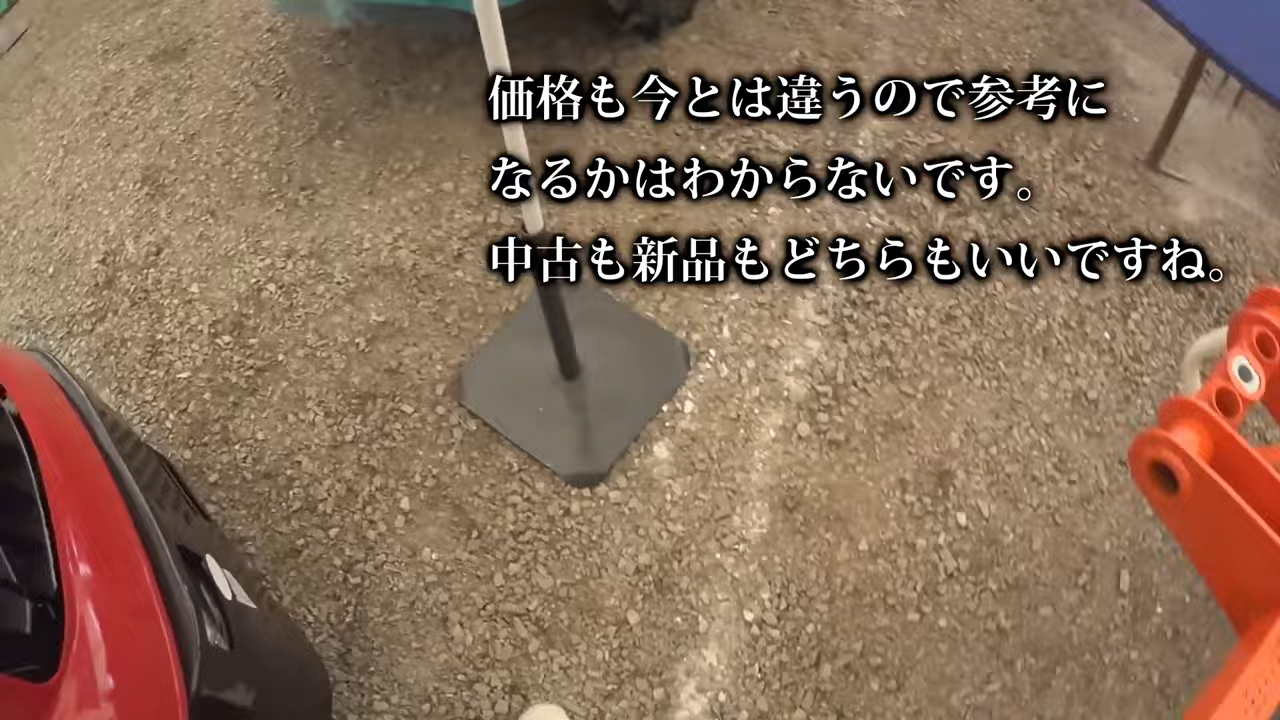 価格も今とは違うので参考に
なるかはわからないです。
中古も新品もどちらもいいですね。